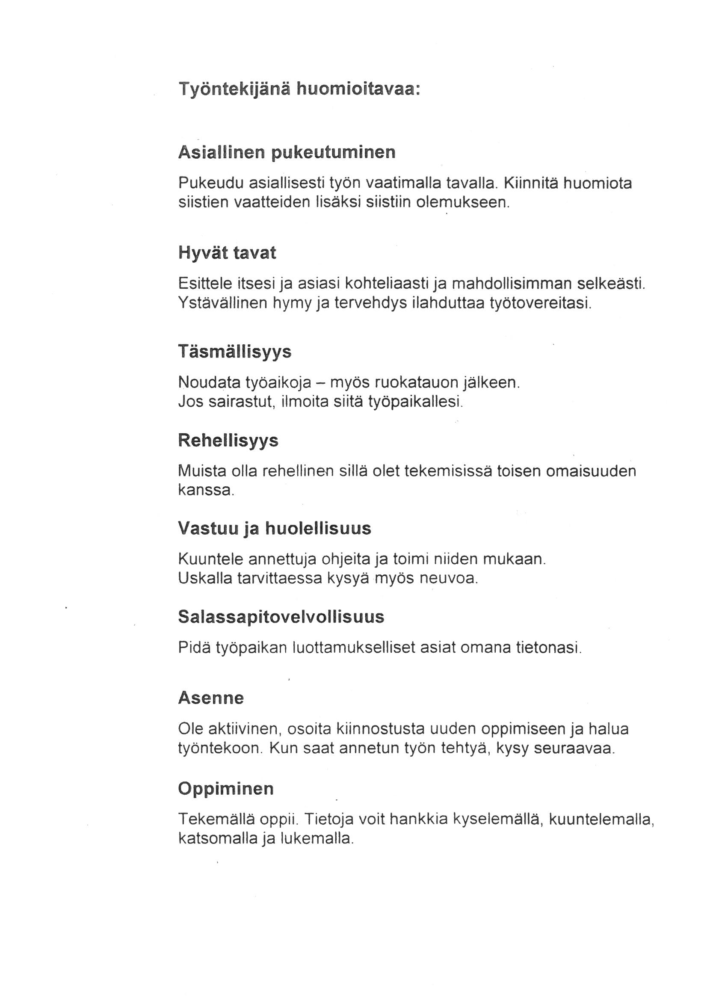 Työntekijänä huomioitavaa:
Asiallinen pukeutuminen
Pukeudu asiallisesti työn vaatimalla tavalla. Kiinnitä huomiota
siistien vaatteiden lisäksi siistiin olemukseen.
Hyvät tavat
Esittele itsesi ja asiasi kohteliaasti ja mahdollisimman selkeästi.
Ystävällinen hymy ja tervehdys ilahduttaa työtovereitasi.
Täsmällisyys
Noudata työaikoja – myös ruokatauon jälkeen.
Jos sairastut, ilmoita siitä työpaikallesi.
Rehellisyys
Muista olla rehellinen sillä olet tekemisissä toisen omaisuuden
kanssa.
Vastuu ja huolellisuus
Kuuntele annettuja ohjeita ja toimi niiden mukaan.
Uskalla tarvittaessa kysyä myös neuvoa.
Salassapitovelvollisuus
Pidä työpaikan luottamukselliset asiat omana tietonasi.
Asenne
Ole aktiivinen, osoita kiinnostusta uuden oppimiseen ja halua
työntekoon. Kun saat annetun työn tehtyä, kysy seuraavaa.
Oppiminen
Tekemällä oppii. Tietoja voit hankkia kyselemällä, kuuntelemalla,
katsomalla ja lukemalla.